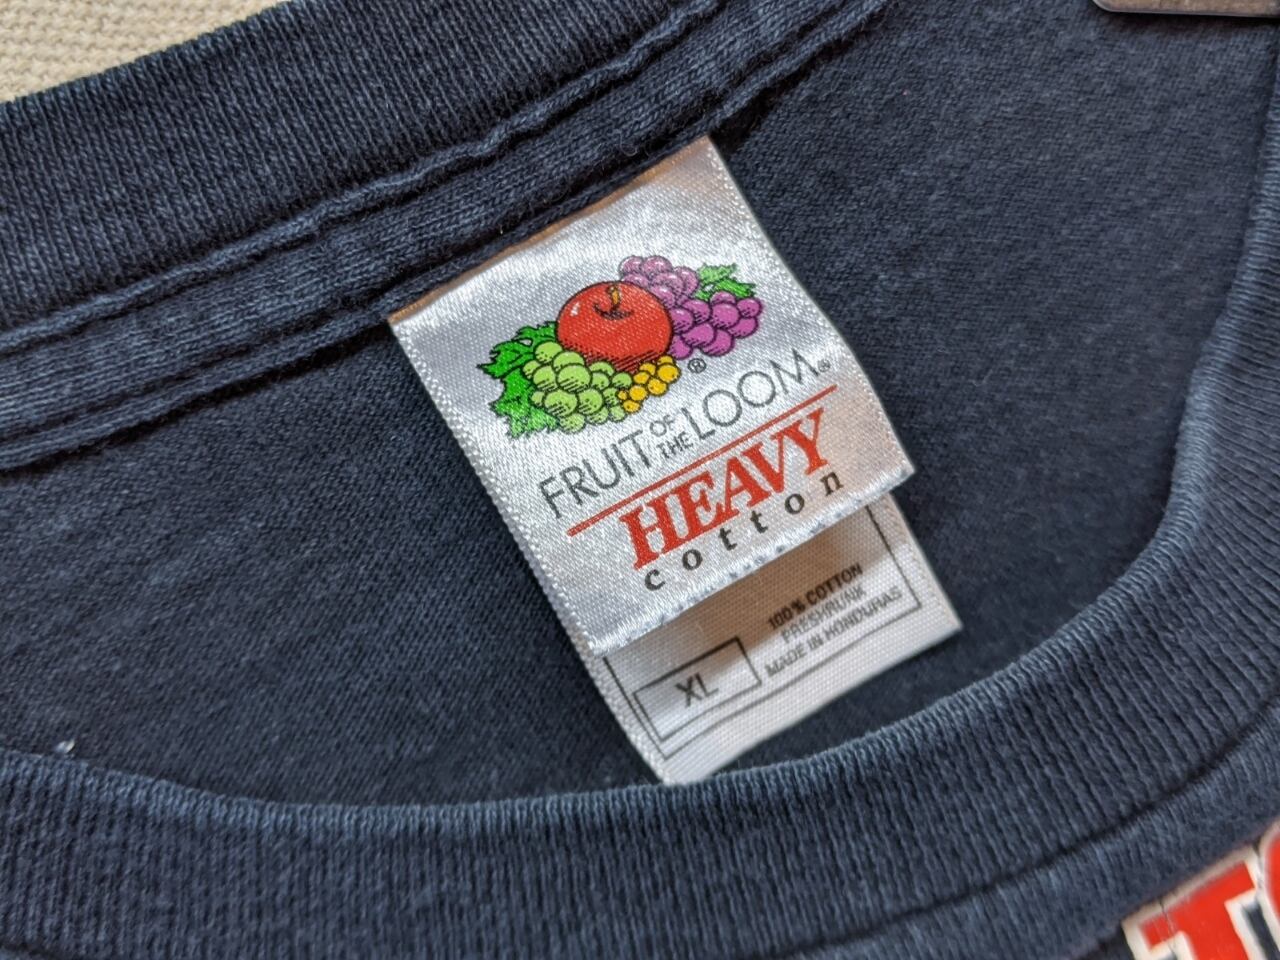 ®
FRUIT OF THE LOOM®
HEAVY
cotton
100% COTTON
PRESHRUNK
MADE IN HONDURAS
XL